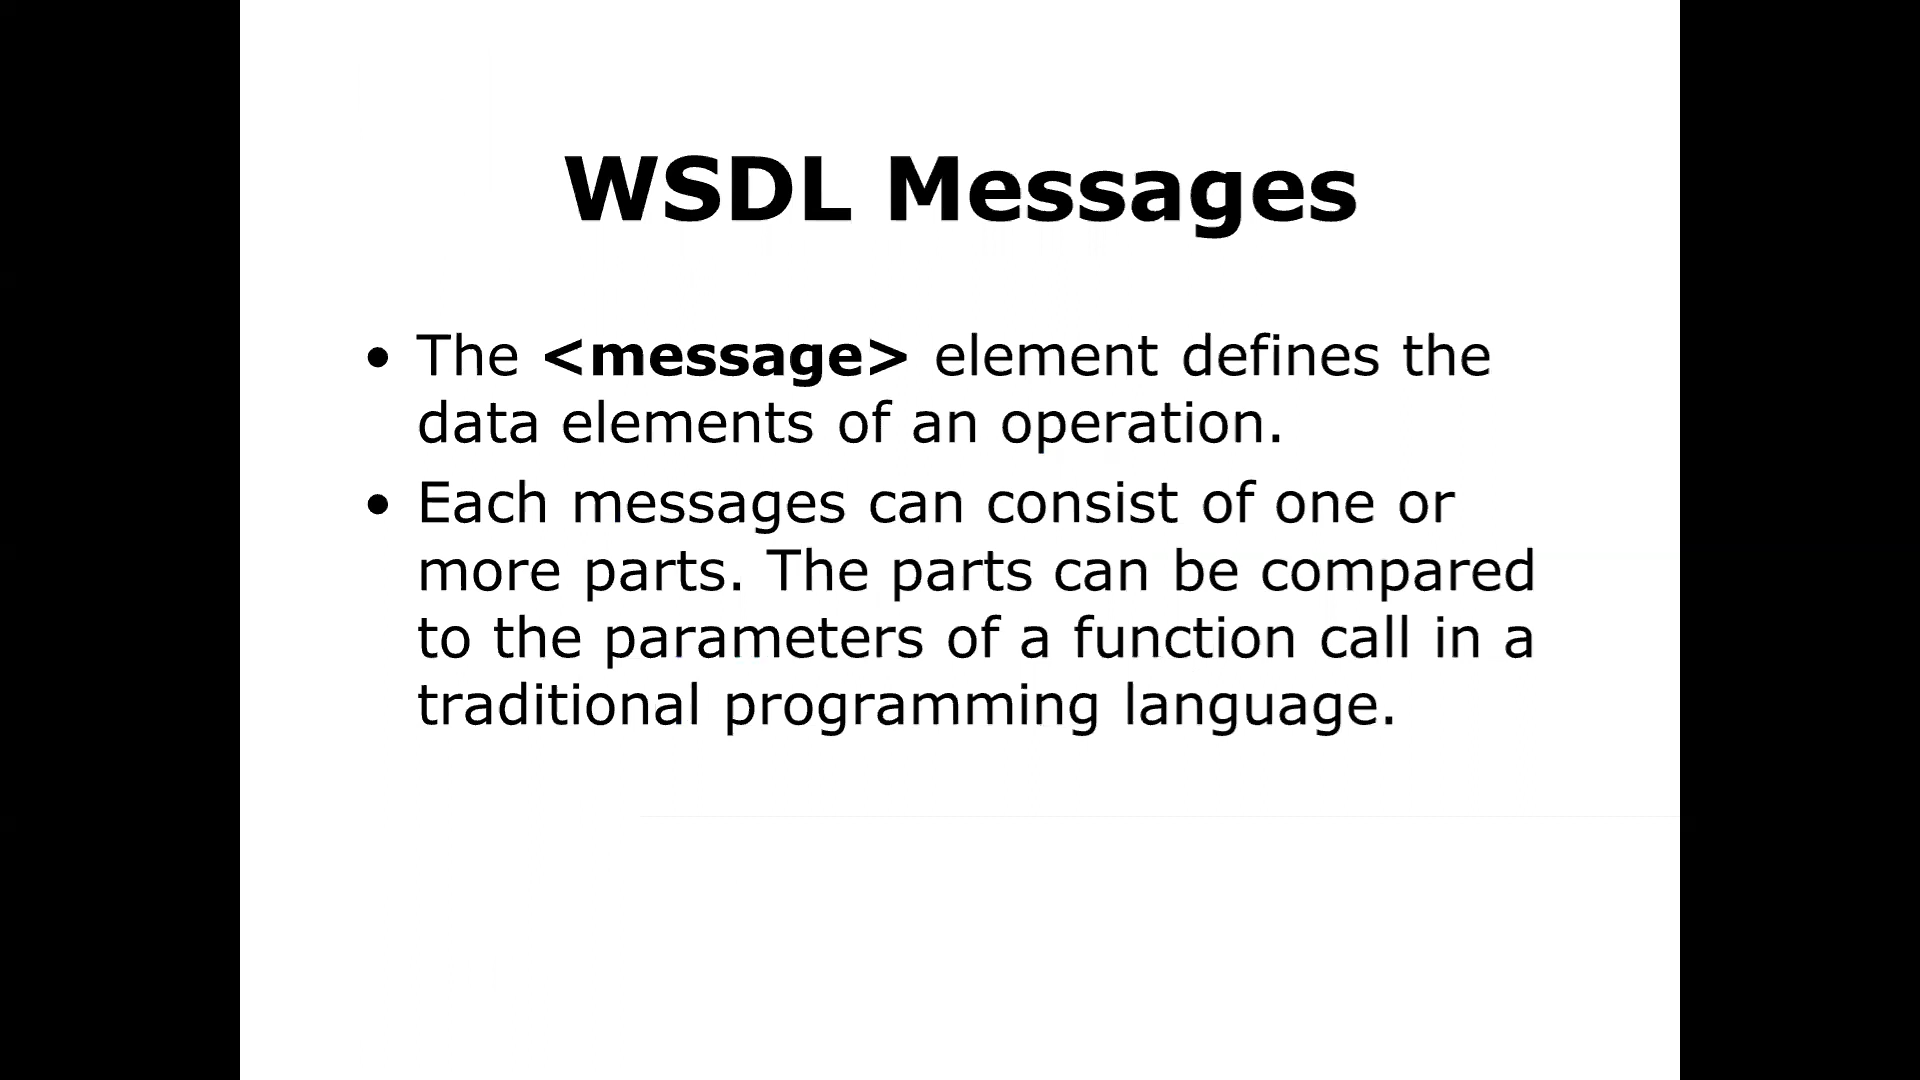 WSDL Messages
• The <message> element defines the
data elements of an operation.
• Each messages can consist of one or
more parts. The parts can be compared
to the parameters of a function call in a
traditional programming language.